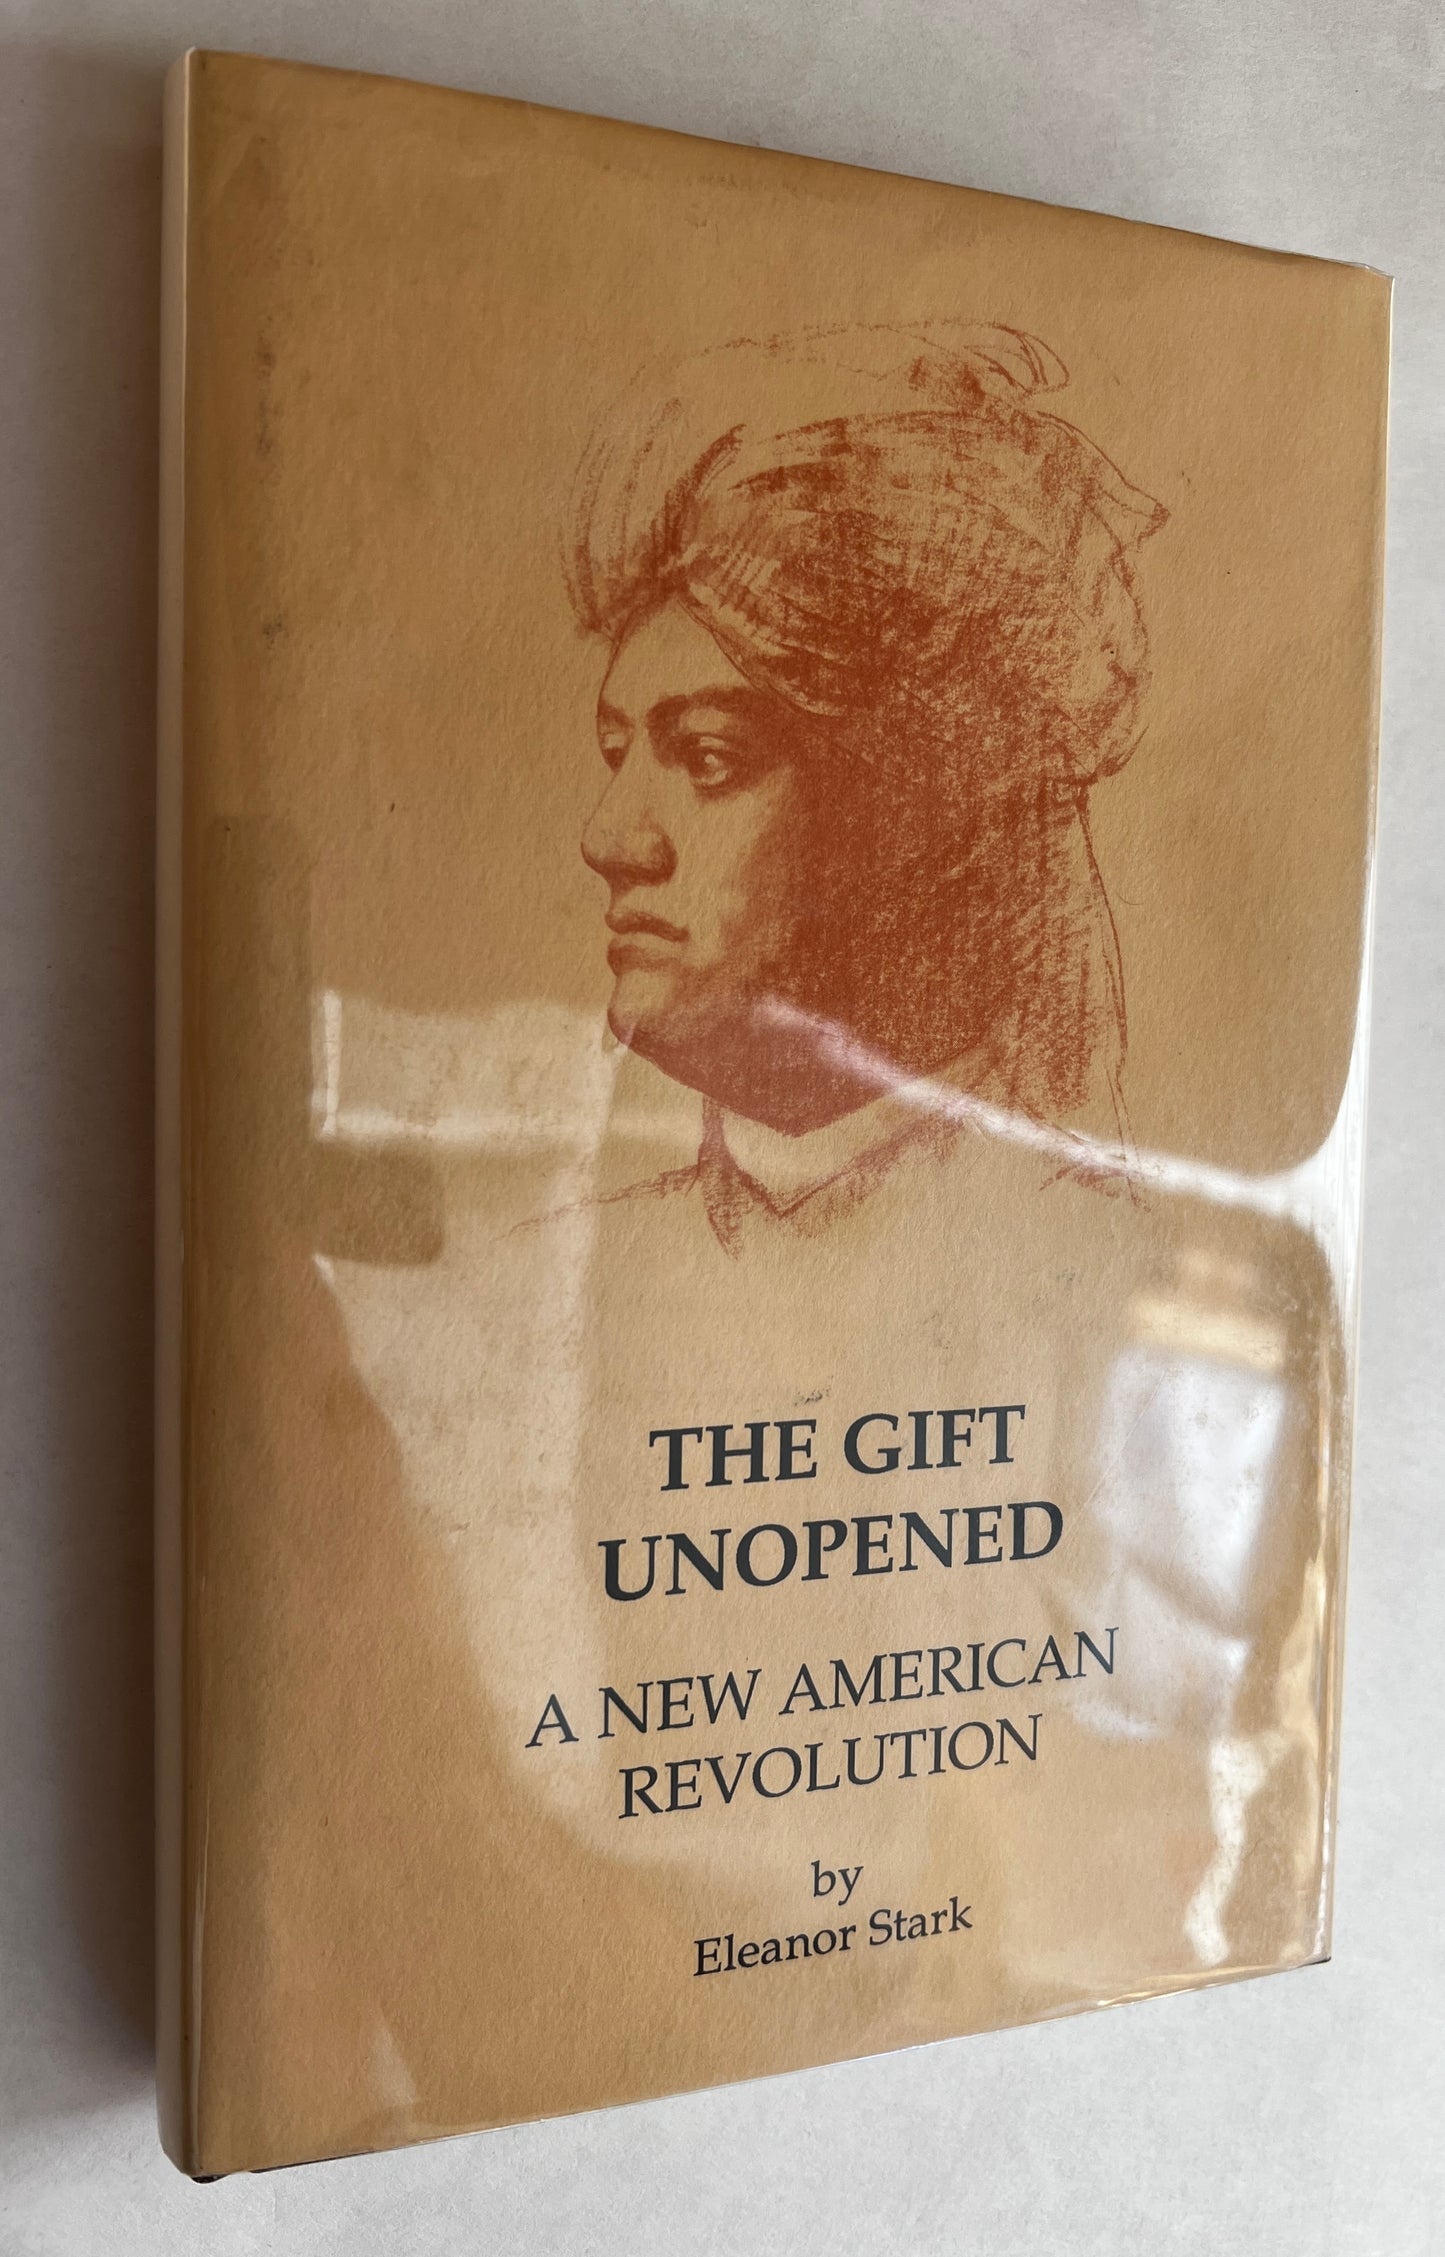 THE GIFT
UNOPENED
A NEW AMERICAN
REVOLUTION
by
Eleanor Stark